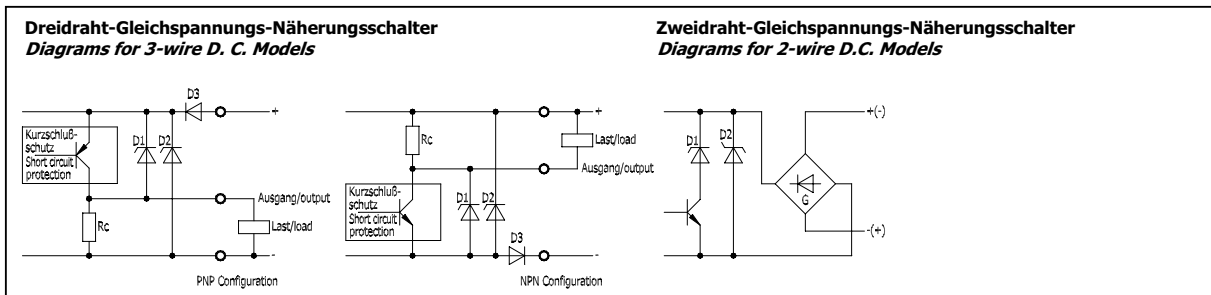 Dreidraht-Gleichspannungs-Näherungsschalter
Diagrams for 3-wire D. C. Models
D3
+
Kurzschluß-
schutz
Short circuit
protection
D1
D2
Ausgang/output
Rc
Last/load
-
PNP Configuration
+
Rc
Last/load
Ausgang/output
Kurzschluß-
schutz
Short circuit
protection
D1
D2
D3
-
NPN Configuration
Zweidraht-Gleichspannungs-Näherungsschalter
Diagrams for 2-wire D.C. Models
+(-)
D1
D2
G
-(+)